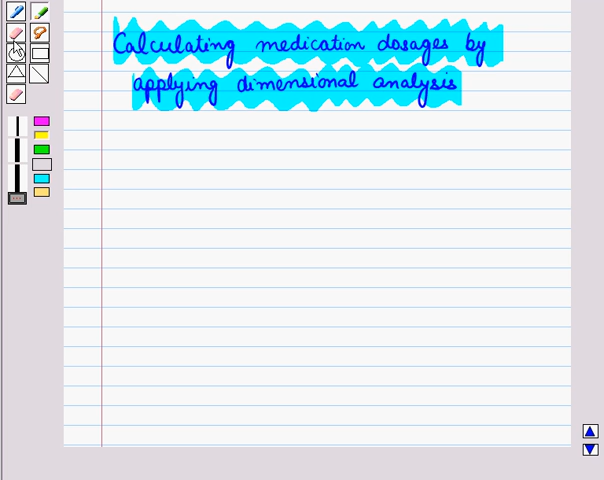 Calculating medication dosages by
applying dimensional analysis